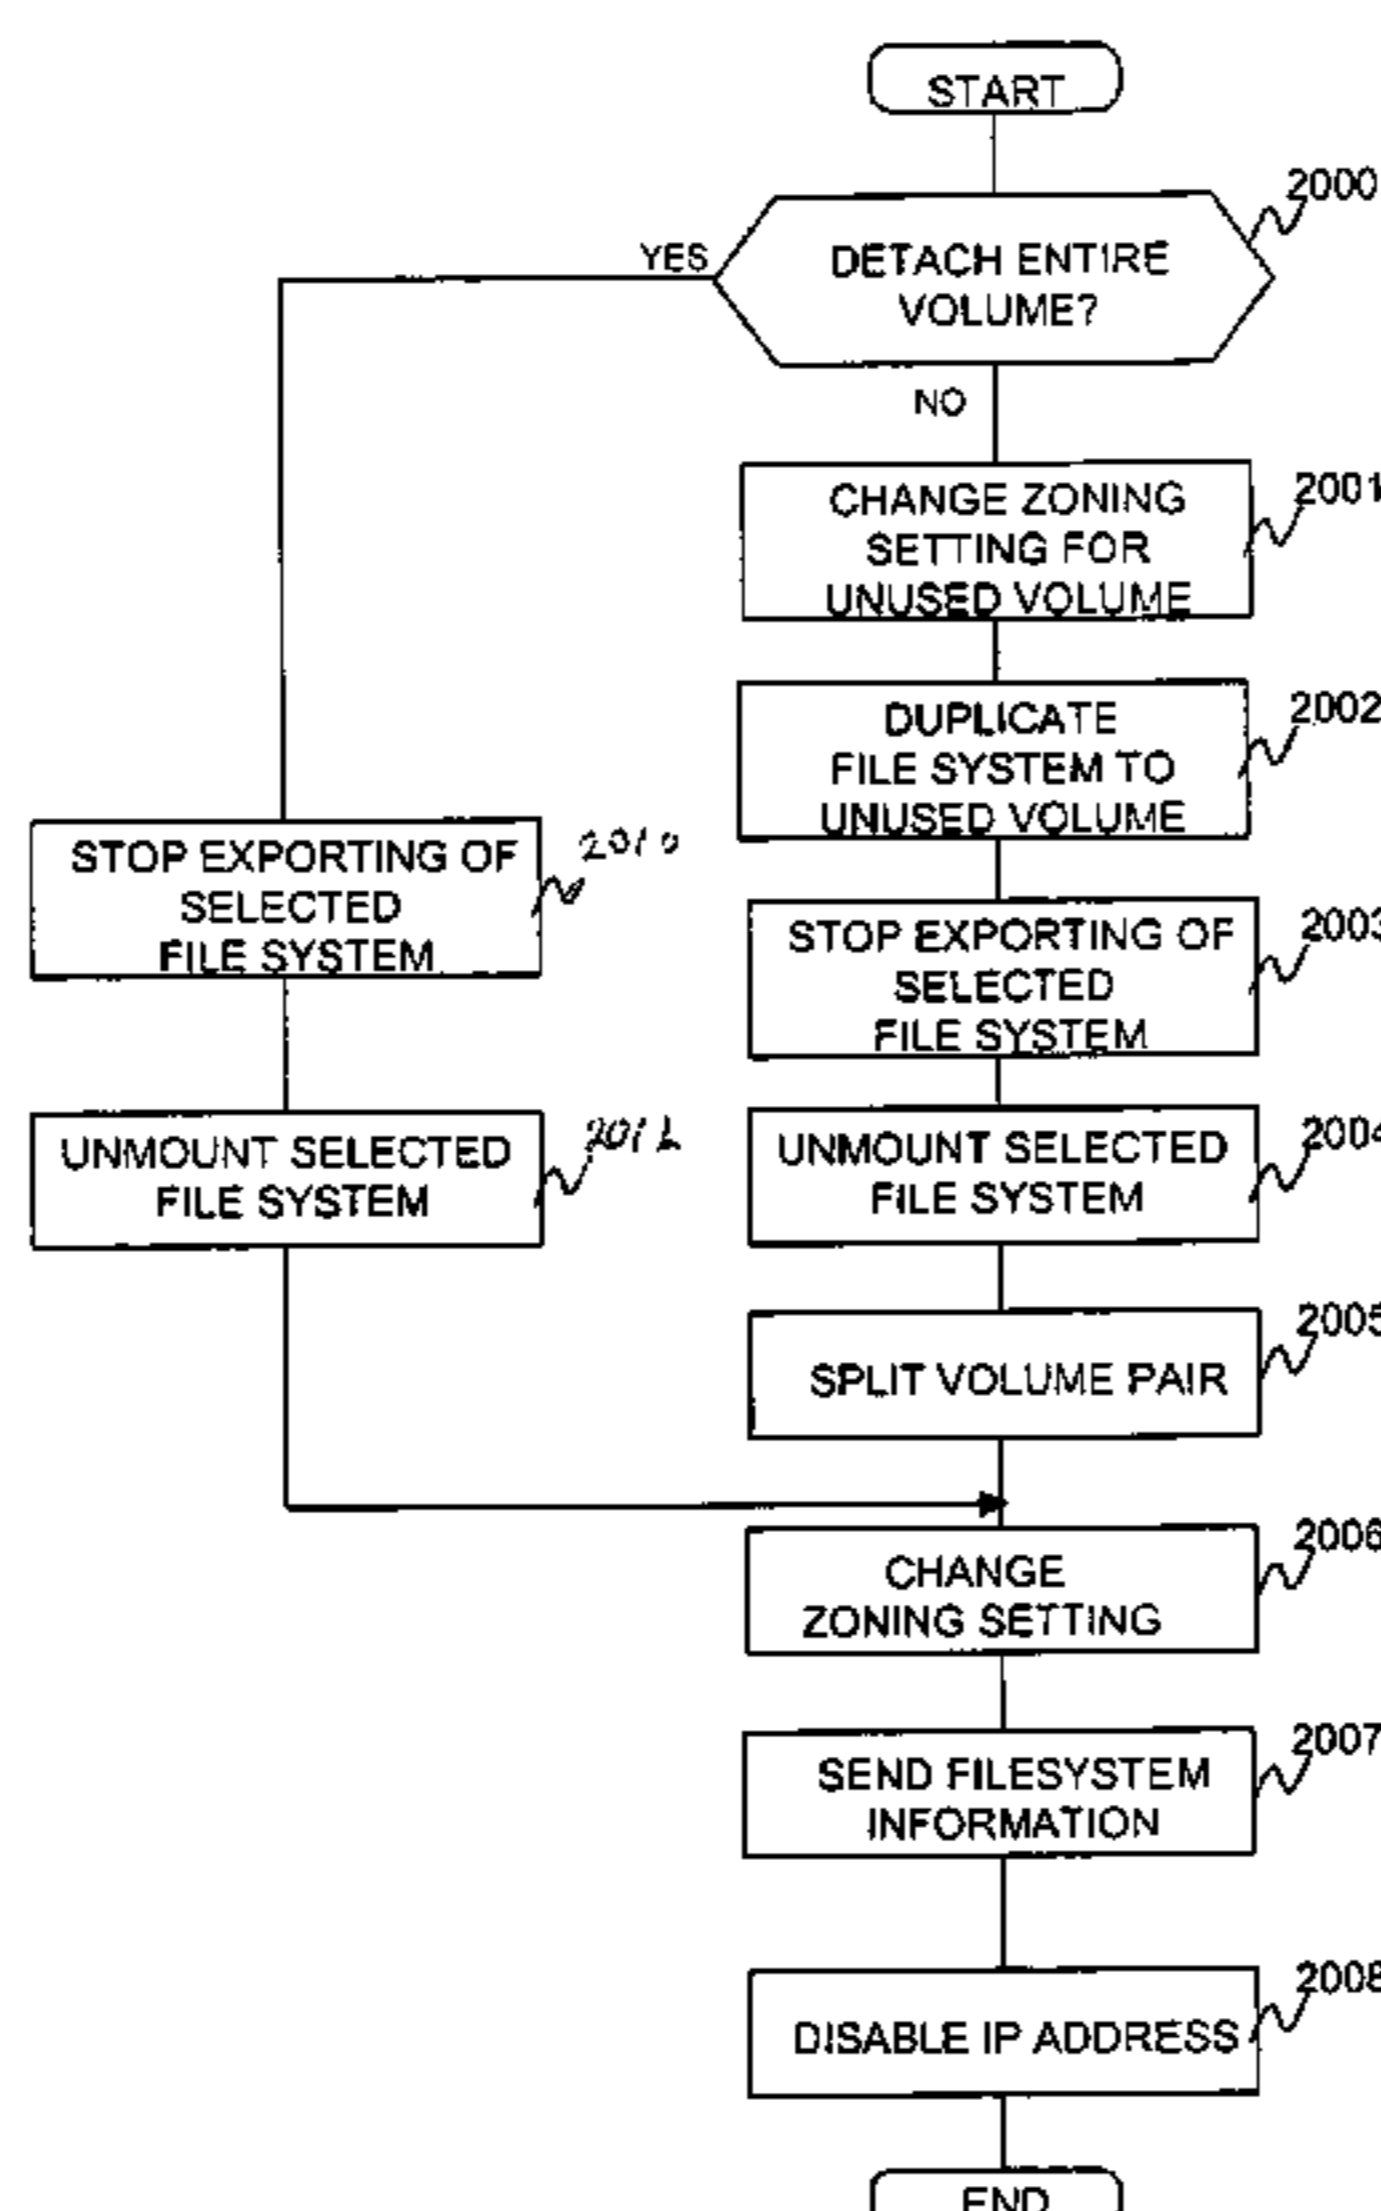 START
2000
DETACH ENTIRE
VOLUME?
YES
NO
CHANGE ZONING
SETTING FOR
UNUSED VOLUME
2001
DUPLICATE
FILE SYSTEM TO
UNUSED VOLUME
2002
STOP EXPORTING OF
SELECTED
FILE SYSTEM
2010
STOP EXPORTING OF
SELECTED
FILE SYSTEM
2003
UNMOUNT SELECTED
FILE SYSTEM
UNMOUNT SELECTED
FILE SYSTEM
2004
SPLIT VOLUME PAIR
2005
CHANGE
ZONING SETTING
2006
SEND FILESYSTEM
INFORMATION
2007
DISABLE IP ADDRESS
2008
END